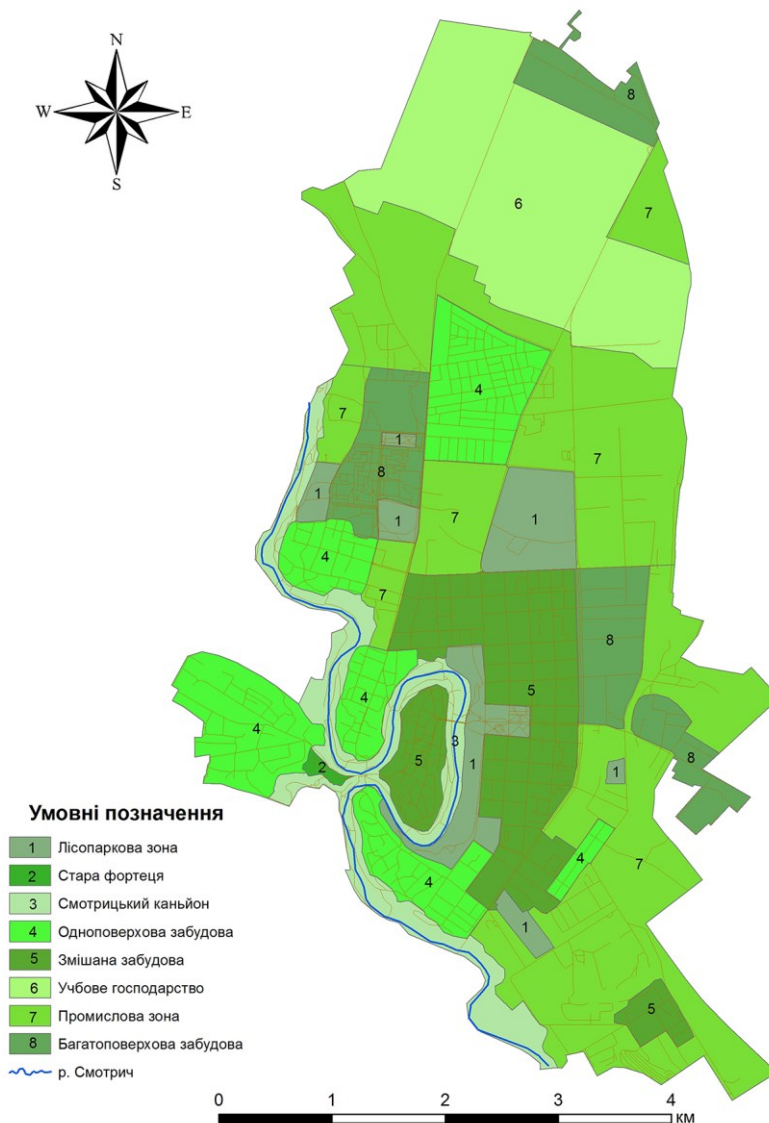 N
W E
S
8
6
7
4
7
1
8
7
1
1
7
1
4
7
8
4
5
4
3
5
1
2
8
1
4
7
4
1
5
Умовні позначення
1 Лісопаркова зона
2 Стара фортеця
3 Смотрицький каньйон
4 Одноповерхова забудова
5 Змішана забудова
6 Учбове господарство
7 Промислова зона
8 Багатоповерхова забудова
р. Смотрич
0 1 2 3 4
км